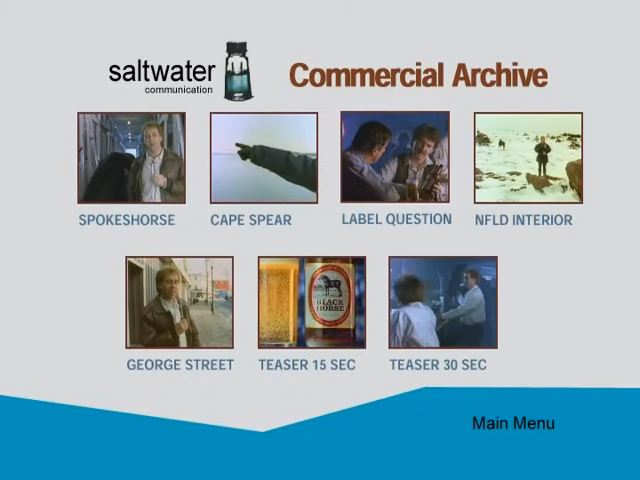 saltwater
communication
Commercial Archive
SPOKESHORSE
CAPE SPEAR
LABEL QUESTION
NFLD INTERIOR
BLACK
HORSE
GEORGE STREET
TEASER 15 SEC
TEASER 30 SEC
Main Menu